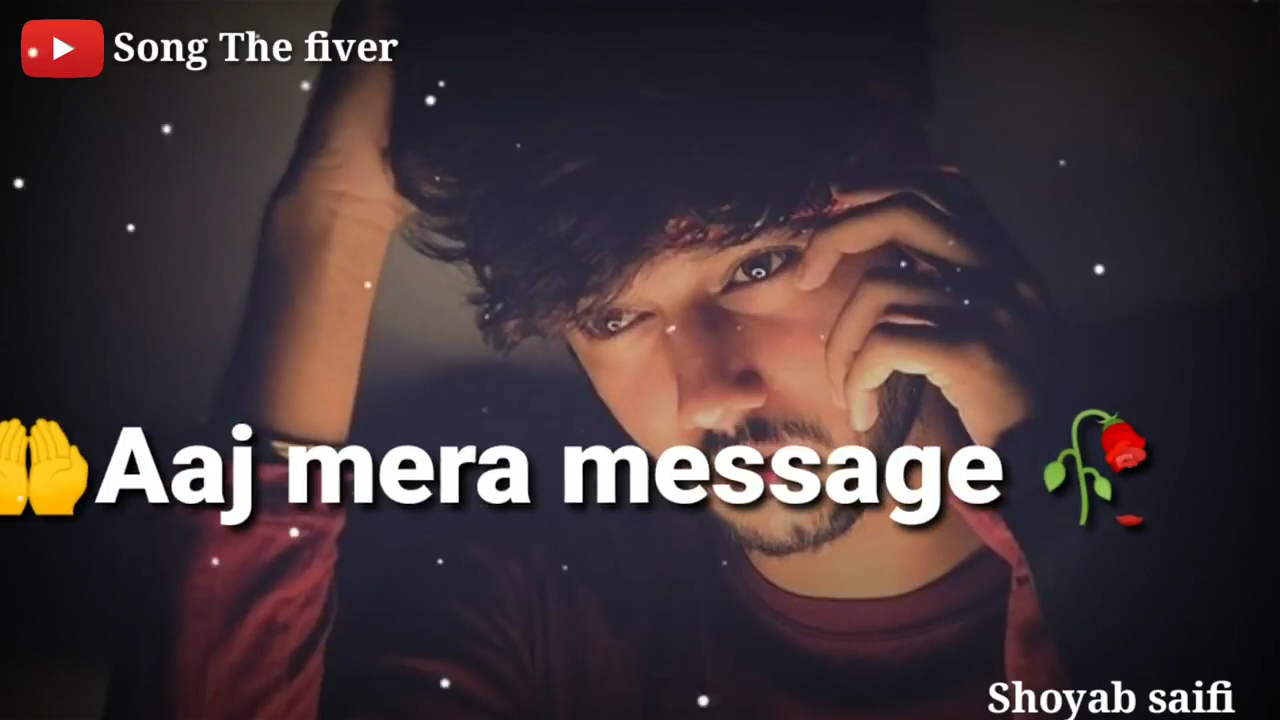 Song The fiver
🤲Aaj mera message 🥀
Shoyab saifi